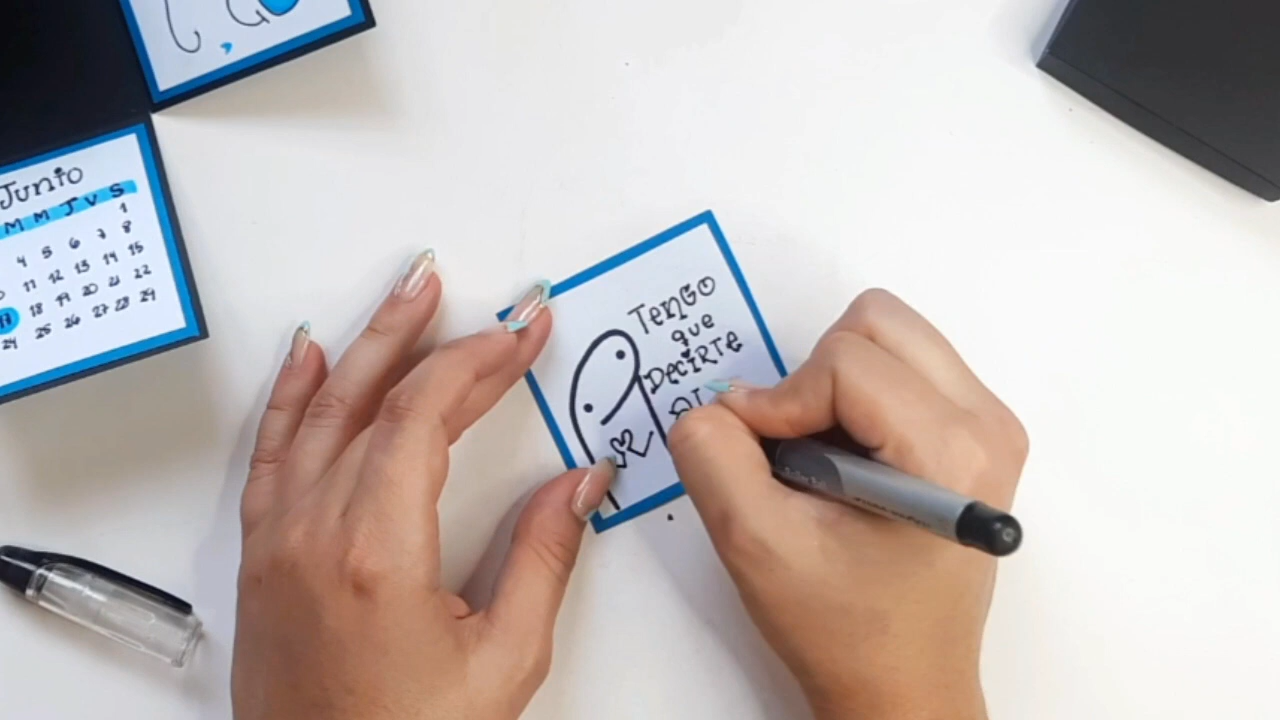 Junio
M M J V S
1
4 5 6 7 8
11 12 13 14 15
18 19 20 21 22
24 25 26 27 28 29
TenGO
que
DeciRTe